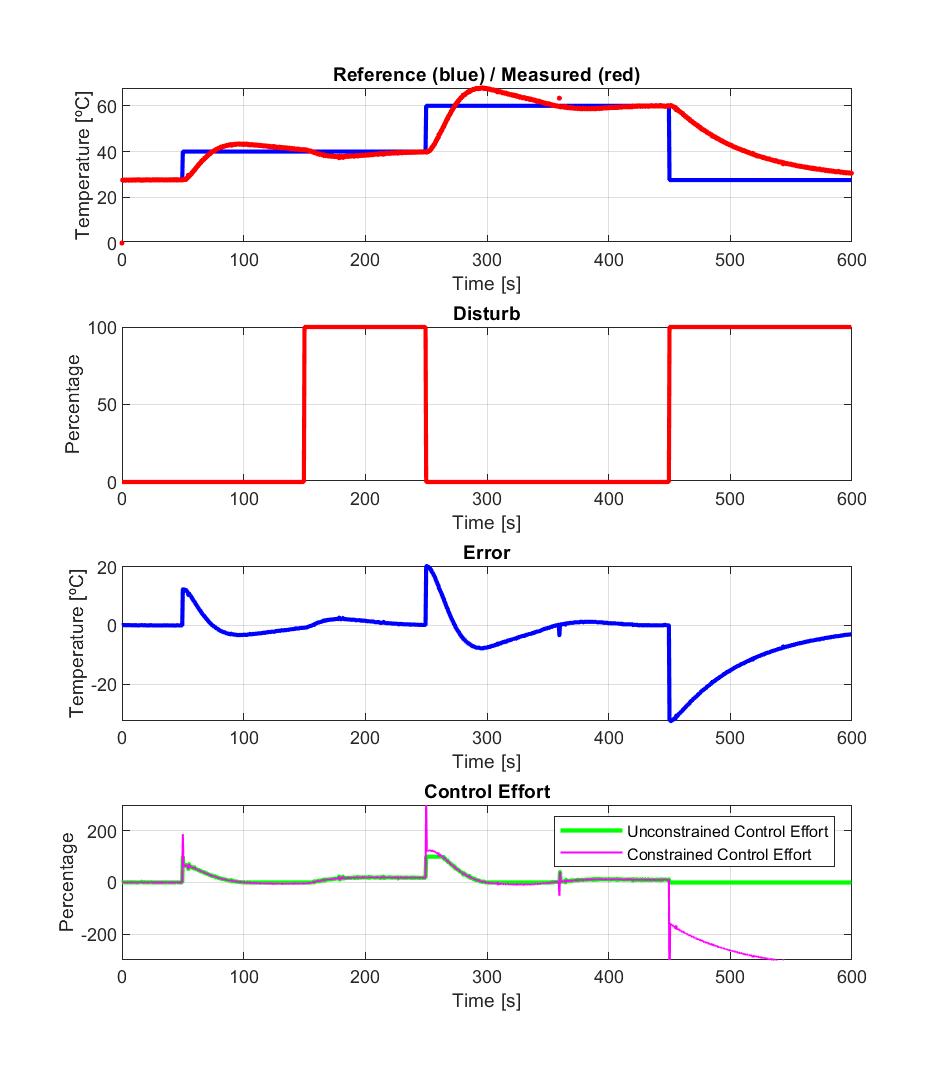 Reference (blue) / Measured (red)
Temperature [ºC]
60
40
20
0
0 100 200 300 400 500 600
Time [s]
Disturb
Percentage
100
50
0
0 100 200 300 400 500 600
Time [s]
Error
Temperature [ºC]
20
0
-20
0 100 200 300 400 500 600
Time [s]
Control Effort
Percentage
200
0
-200
Unconstrained Control Effort
Constrained Control Effort
0 100 200 300 400 500 600
Time [s]